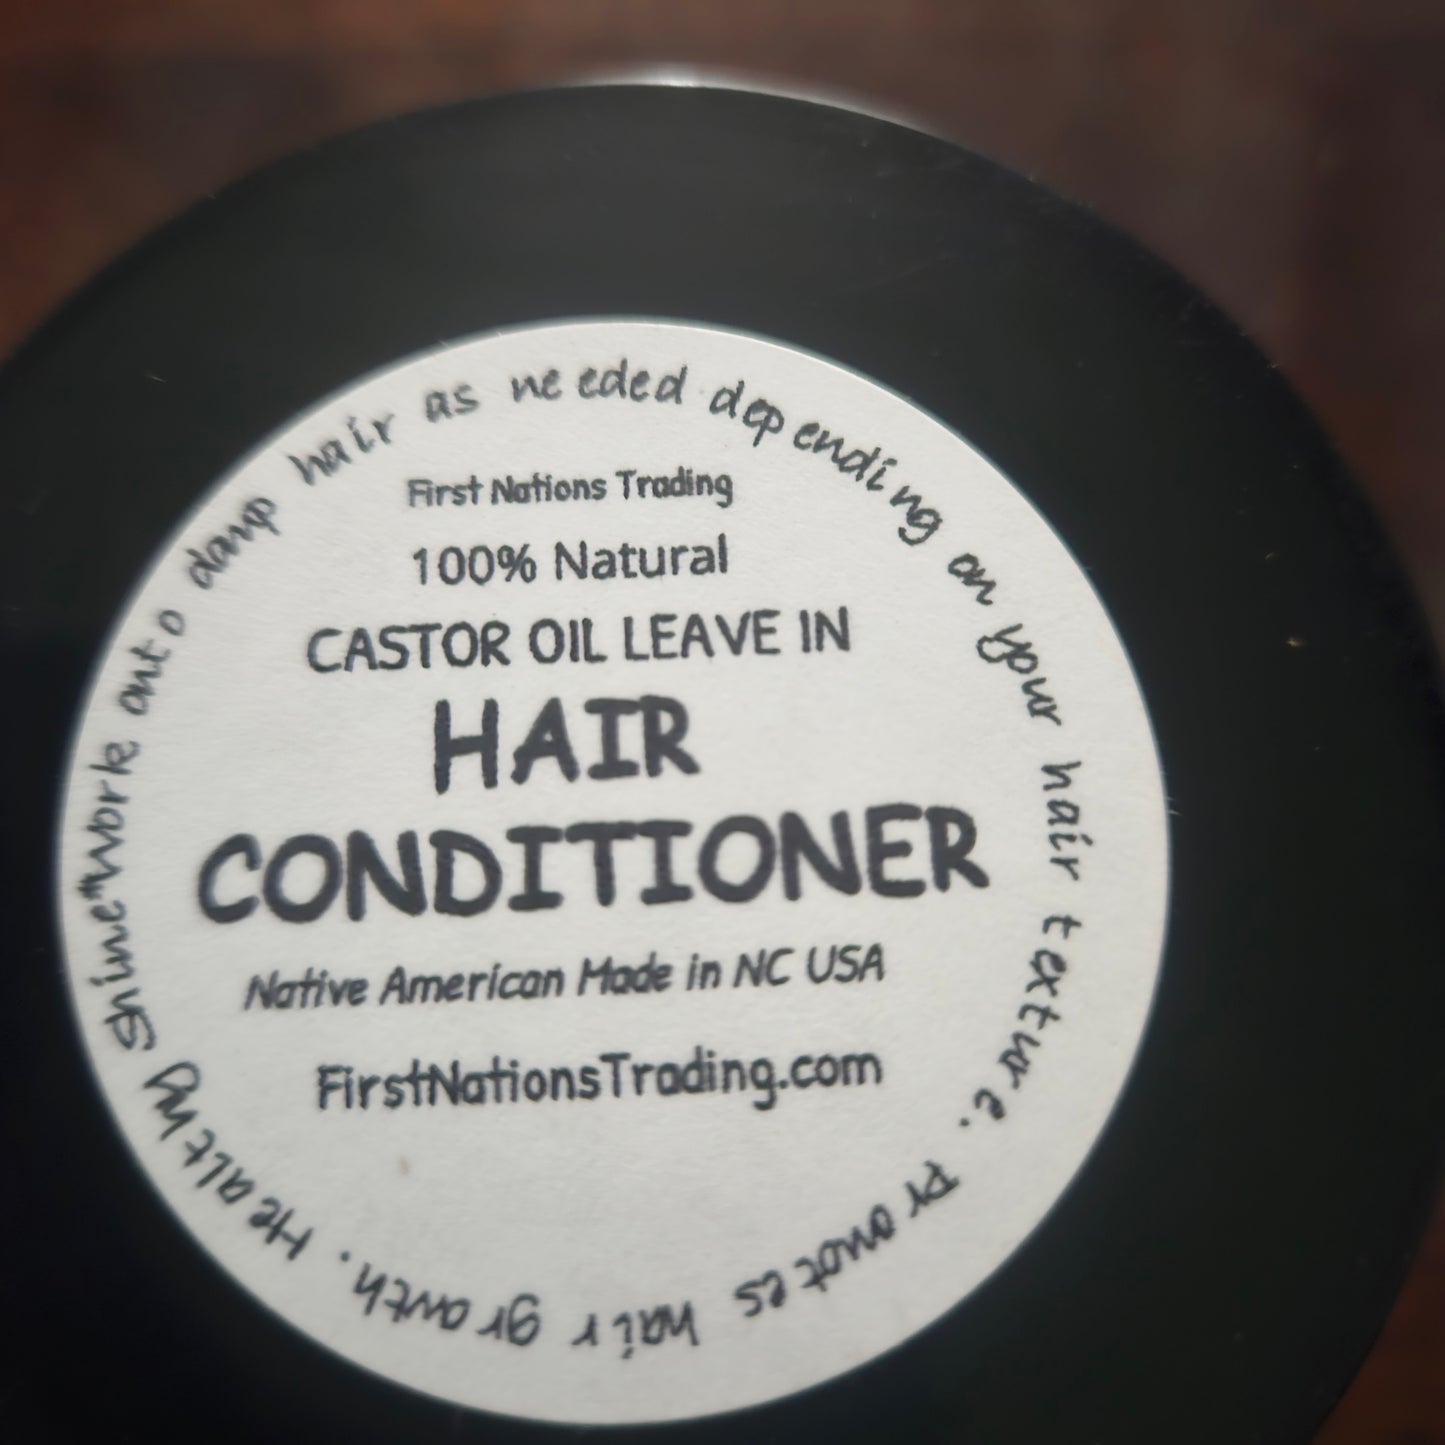 First Nations Trading
100% Natural
CASTOR OIL LEAVE IN
HAIR
CONDITIONER
Native American Made in NC USA
FirstNationsTrading.com
Work onto damp hair as needed depending on your hair texture. Promotes hair growth. Healthy Shine*